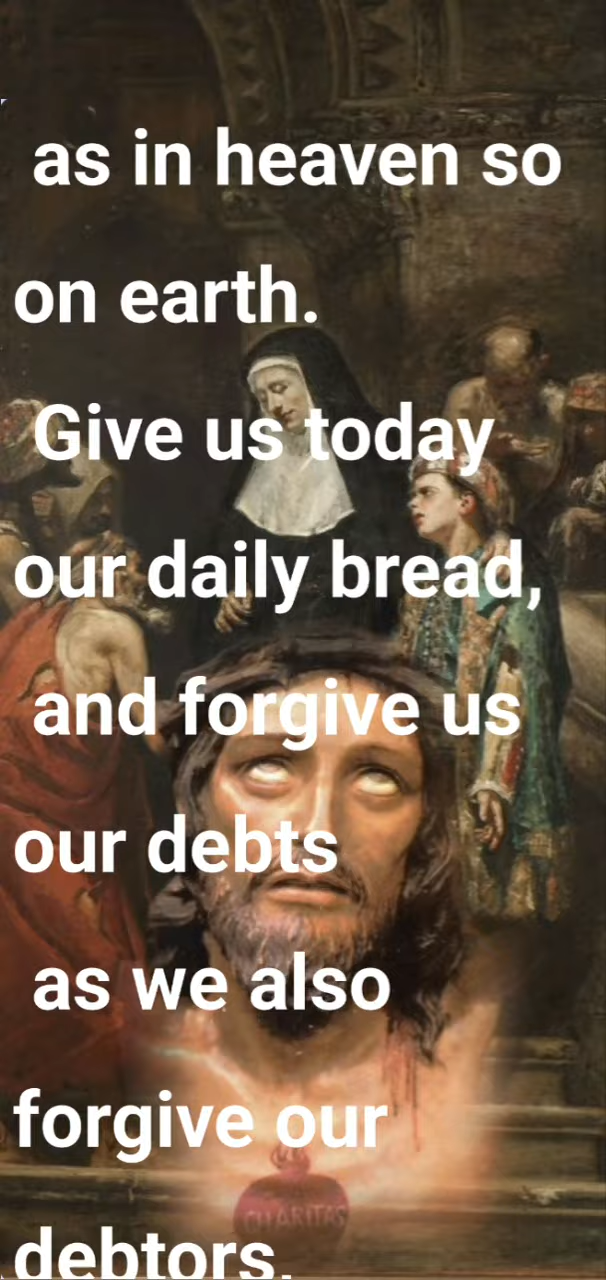 as in heaven so
on earth.
Give us today
our daily bread,
and forgive us
our debts
as we also
forgive our
debtors.
CHARITAS